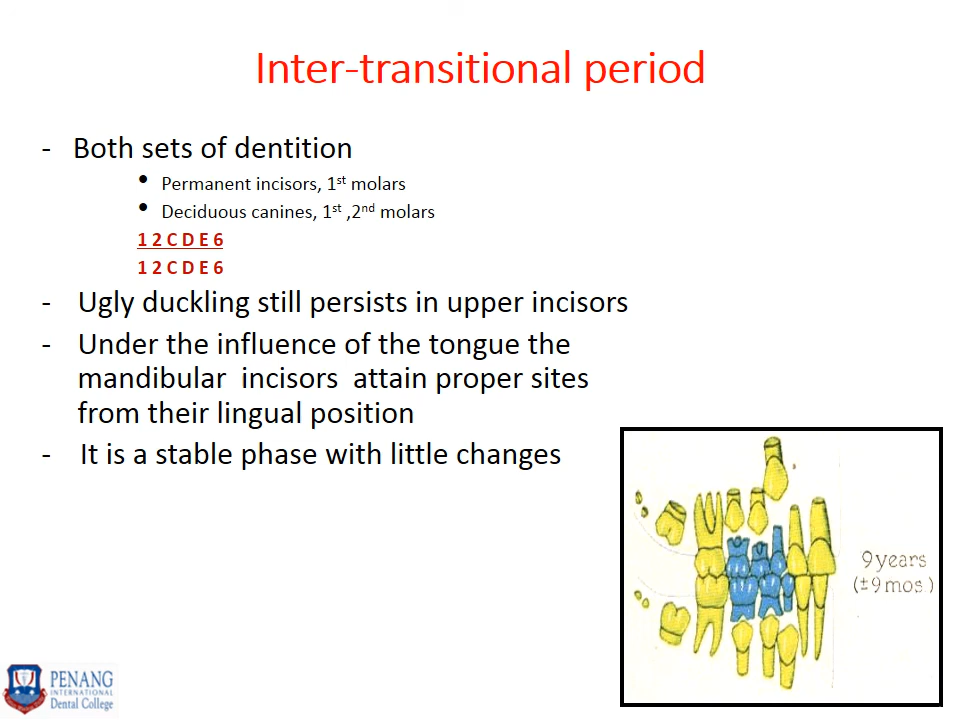 Inter-transitional period
- Both sets of dentition
• Permanent incisors, 1st molars
• Deciduous canines, 1st ,2nd molars
1 2 C D E 6
1 2 C D E 6
- Ugly duckling still persists in upper incisors
- Under the influence of the tongue the
mandibular incisors attain proper sites
from their lingual position
- It is a stable phase with little changes
9 years
(±9 mos.)
PENANG
INTERNATIONAL
Dental College